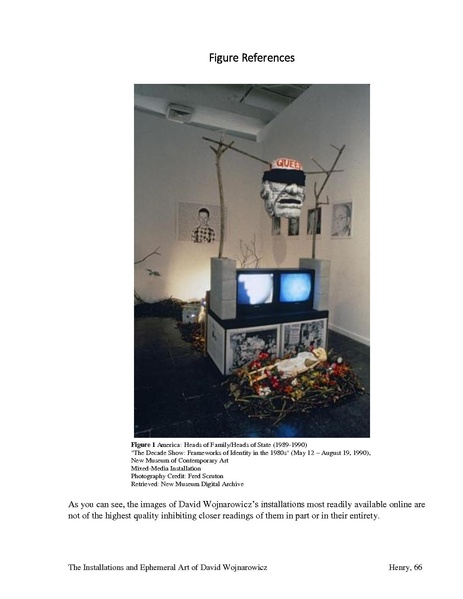 Figure References
QUEER
Figure 1 America: Heads of Family/Heads of State (1989-1990)
"The Decade Show: Frameworks of Identity in the 1980s" (May 12 – August 19, 1990),
New Museum of Contemporary Art
Mixed-Media Installation
Photography Credit: Fred Scruton
Retrieved: New Museum Digital Archive
As you can see, the images of David Wojnarowicz's installations most readily available online are
not of the highest quality inhibiting closer readings of them in part or in their entirety.
The Installations and Ephemeral Art of David Wojnarowicz Henry, 66